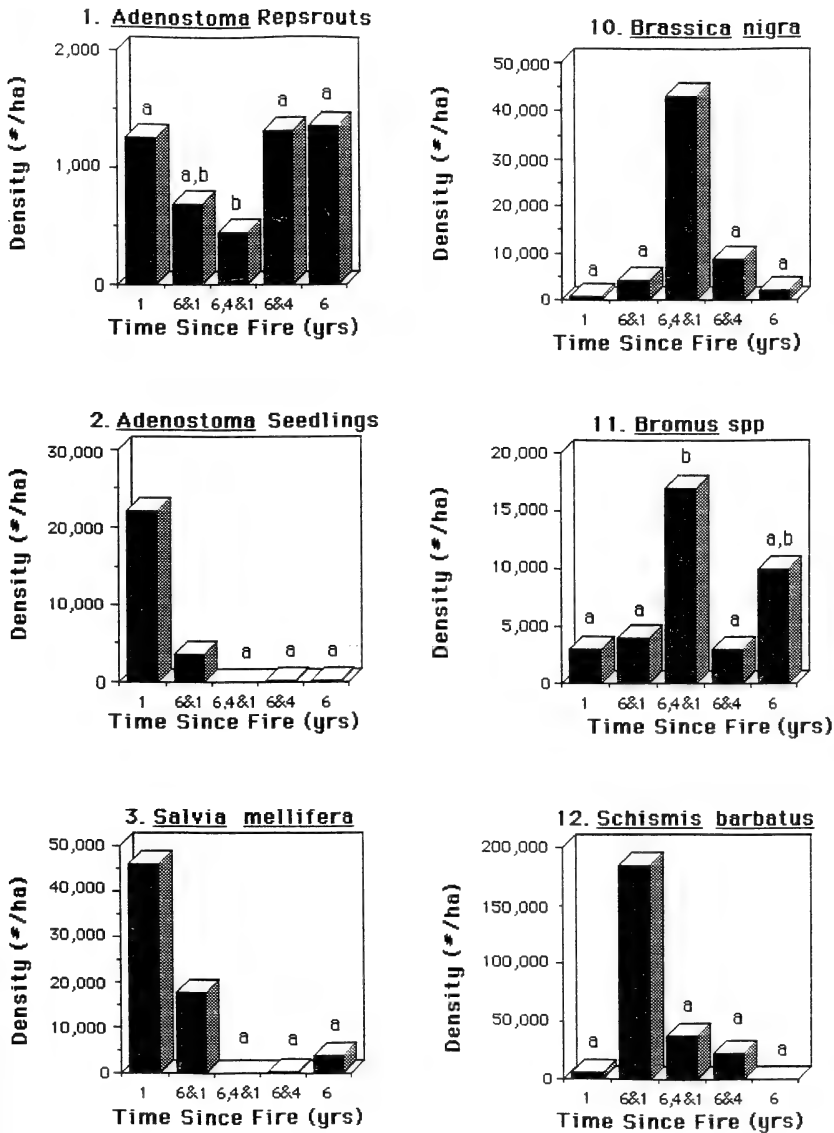 1. Adenostoma Repsrouts
Density (#/ha)
2,000
1,000
0
a
a,b
b
a
a
1 6&1 6,4&1 6&4 6
Time Since Fire (yrs)
2. Adenostoma Seedlings
Density (#/ha)
30,000
20,000
10,000
0
a
a
a
1 6&1 6,4&1 6&4 6
Time Since Fire (yrs)
3. Salvia mellifera
Density (#/ha)
50,000
40,000
30,000
20,000
10,000
0
a
a
a
1 6&1 6,4&1 6&4 6
Time Since Fire (yrs)
10. Brassica nigra
Density (#/ha)
50,000
40,000
30,000
20,000
10,000
0
a
a
a
a
1 6&1 6,4&1 6&4 6
Time Since Fire (yrs)
11. Bromus spp
Density (#/ha)
20,000
15,000
10,000
5,000
0
a
a
b
a
a,b
1 6&1 6,4&1 6&4 6
Time Since Fire (yrs)
12. Schismis barbatus
Density (#/ha)
200,000
150,000
100,000
50,000
0
a
a
a
a
1 6&1 6,4&1 6&4 6
Time Since Fire (yrs)